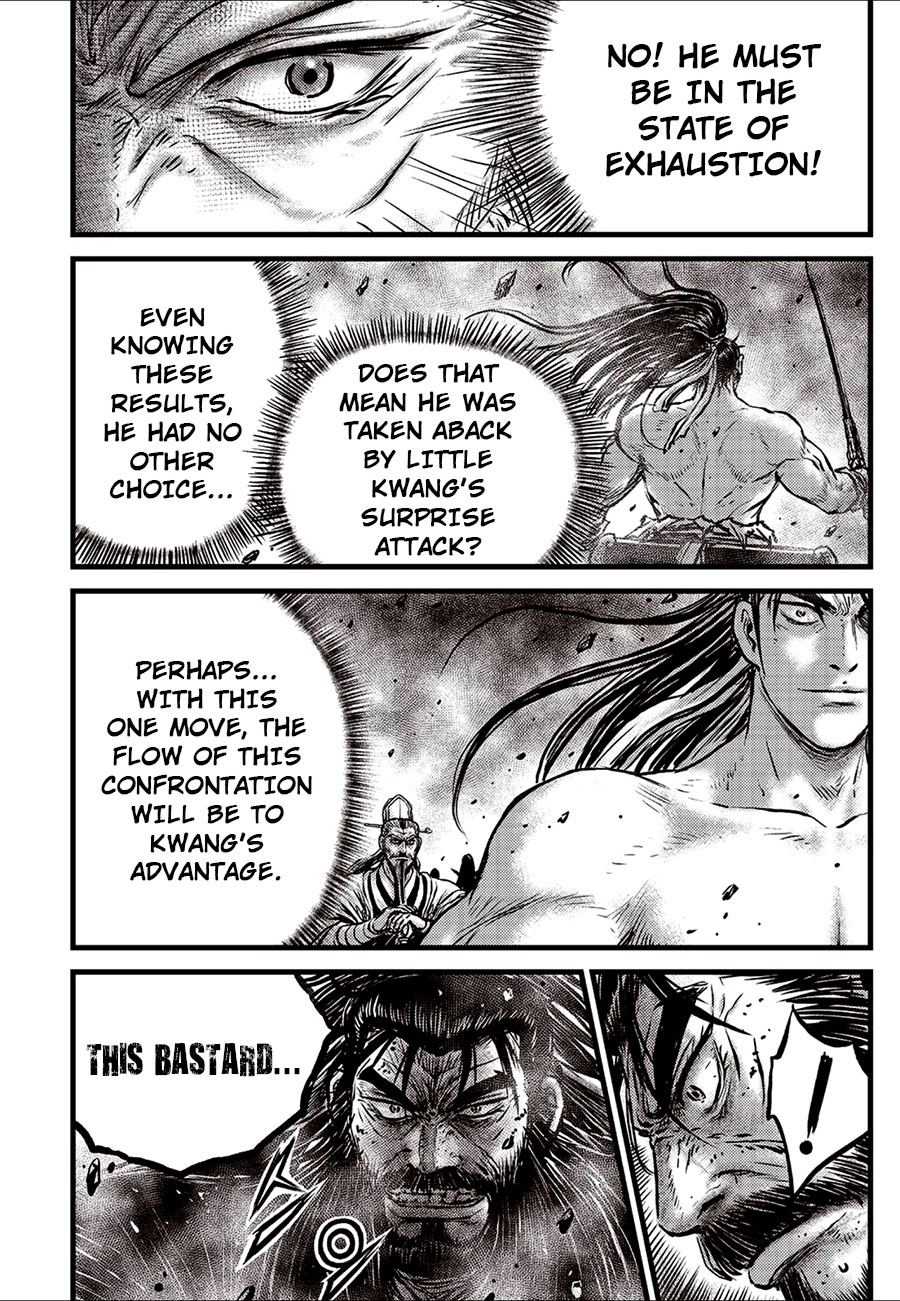 NO! HE MUST
BE IN THE
STATE OF
EXHAUSTION!
EVEN
KNOWING
THESE
RESULTS,
HE HAD NO
OTHER
CHOICE...
DOES THAT
MEAN HE WAS
TAKEN ABACK
BY LITTLE
KWANG'S
SURPRISE
ATTACK?
PERHAPS...
WITH THIS
ONE MOVE, THE
FLOW OF THIS
CONFRONTATION
WILL BE TO
KWANG'S
ADVANTAGE.
THIS BASTARD...
!